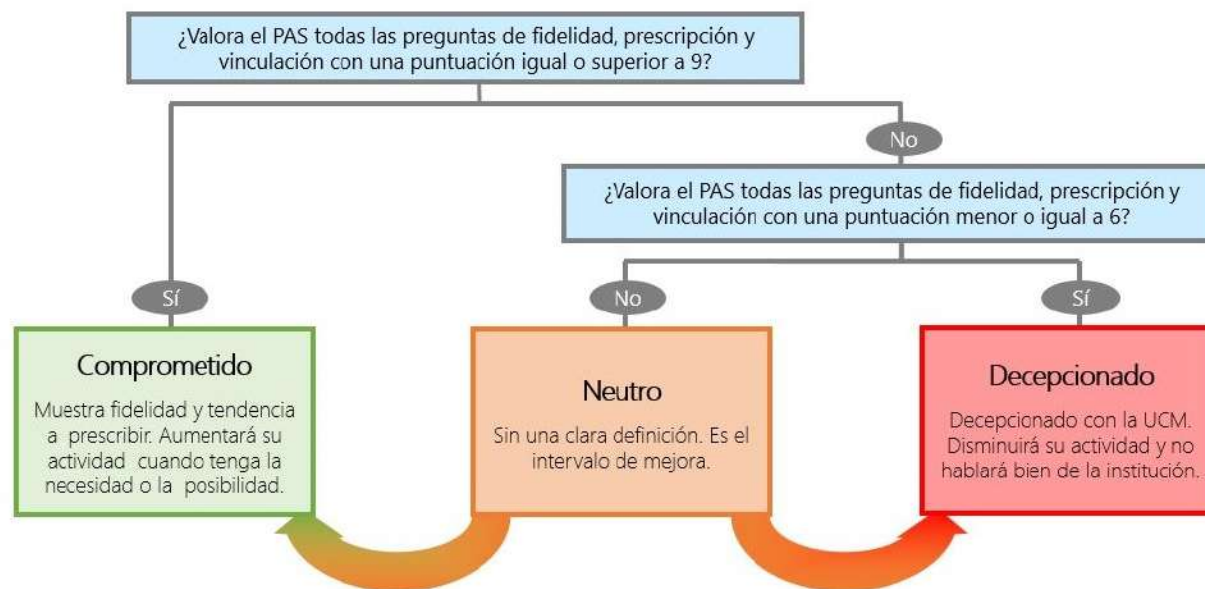 ¿Valora el PAS todas las preguntas de fidelidad, prescripción y
vinculación con una puntuación igual o superior a 9?
No
¿Valora el PAS todas las preguntas de fidelidad, prescripción y
vinculación con una puntuación menor o igual a 6?
Sí
No
Sí
Comprometido
Muestra fidelidad y tendencia
a prescribir. Aumentará su
actividad cuando tenga la
necesidad o la posibilidad.
Neutro
Sin una clara definición. Es el
intervalo de mejora.
Decepcionado
Decepcionado con la UCM.
Disminuirá su actividad y no
hablará bien de la institución.